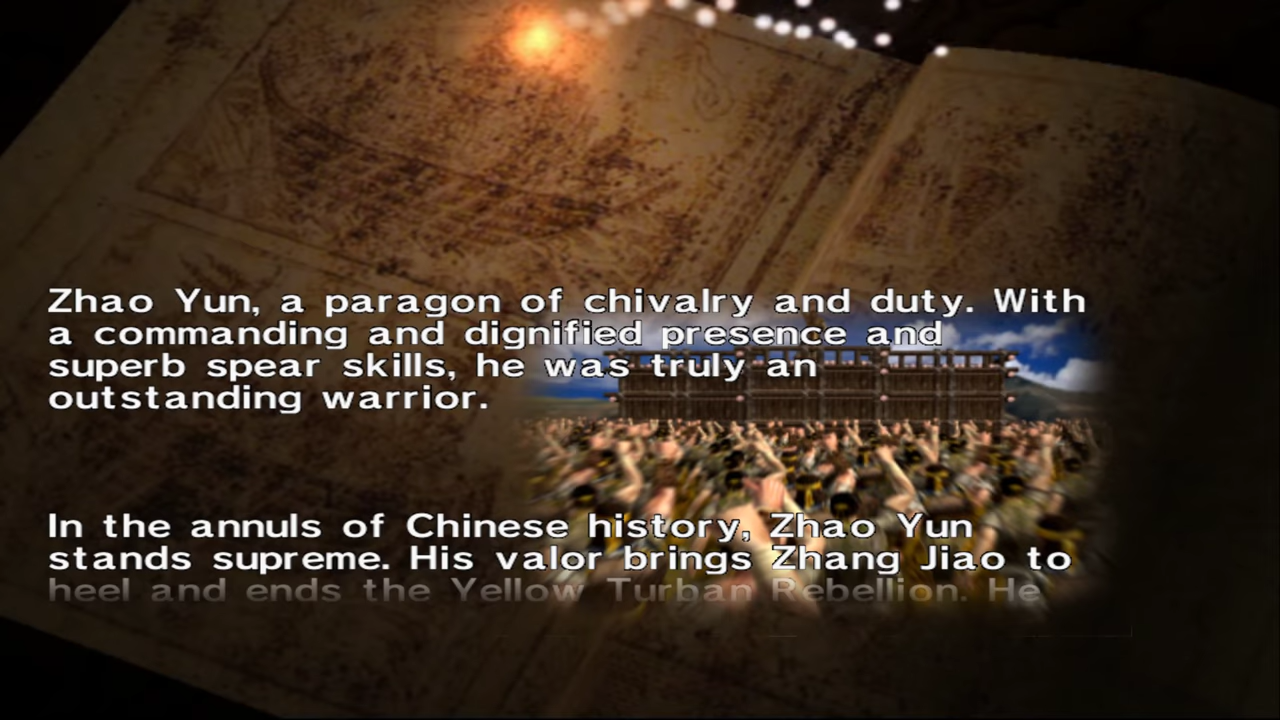 Zhao Yun, a paragon of chivalry and duty. With
a commanding and dignified presence and
superb spear skills, he was truly an
outstanding warrior.
In the annuls of Chinese history, Zhao Yun
stands supreme. His valor brings Zhang Jiao to
heel and ends the Yellow Turban Rebellion. He